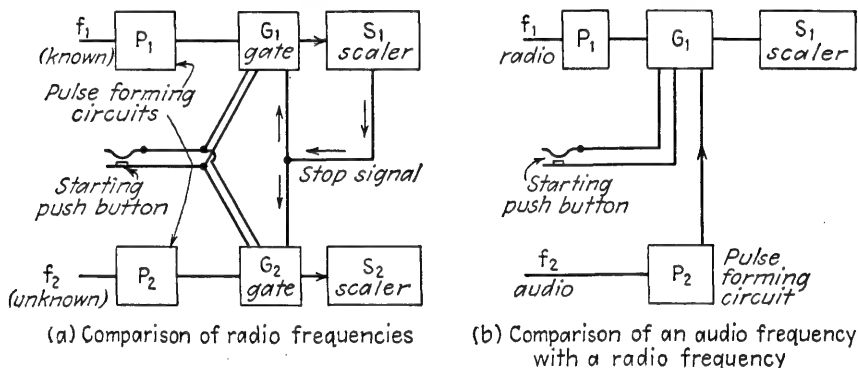 f1
(known)
P1
G1
gate
S1
scaler
Pulse forming
circuits
Stop signal
Starting
push button
f2
(unknown)
P2
G2
gate
S2
scaler
(a) Comparison of radio frequencies
f1
radio
P1
G1
S1
scaler
Starting
push button
f2
audio
P2
Pulse
forming
circuit
(b) Comparison of an audio frequency
with a radio frequency